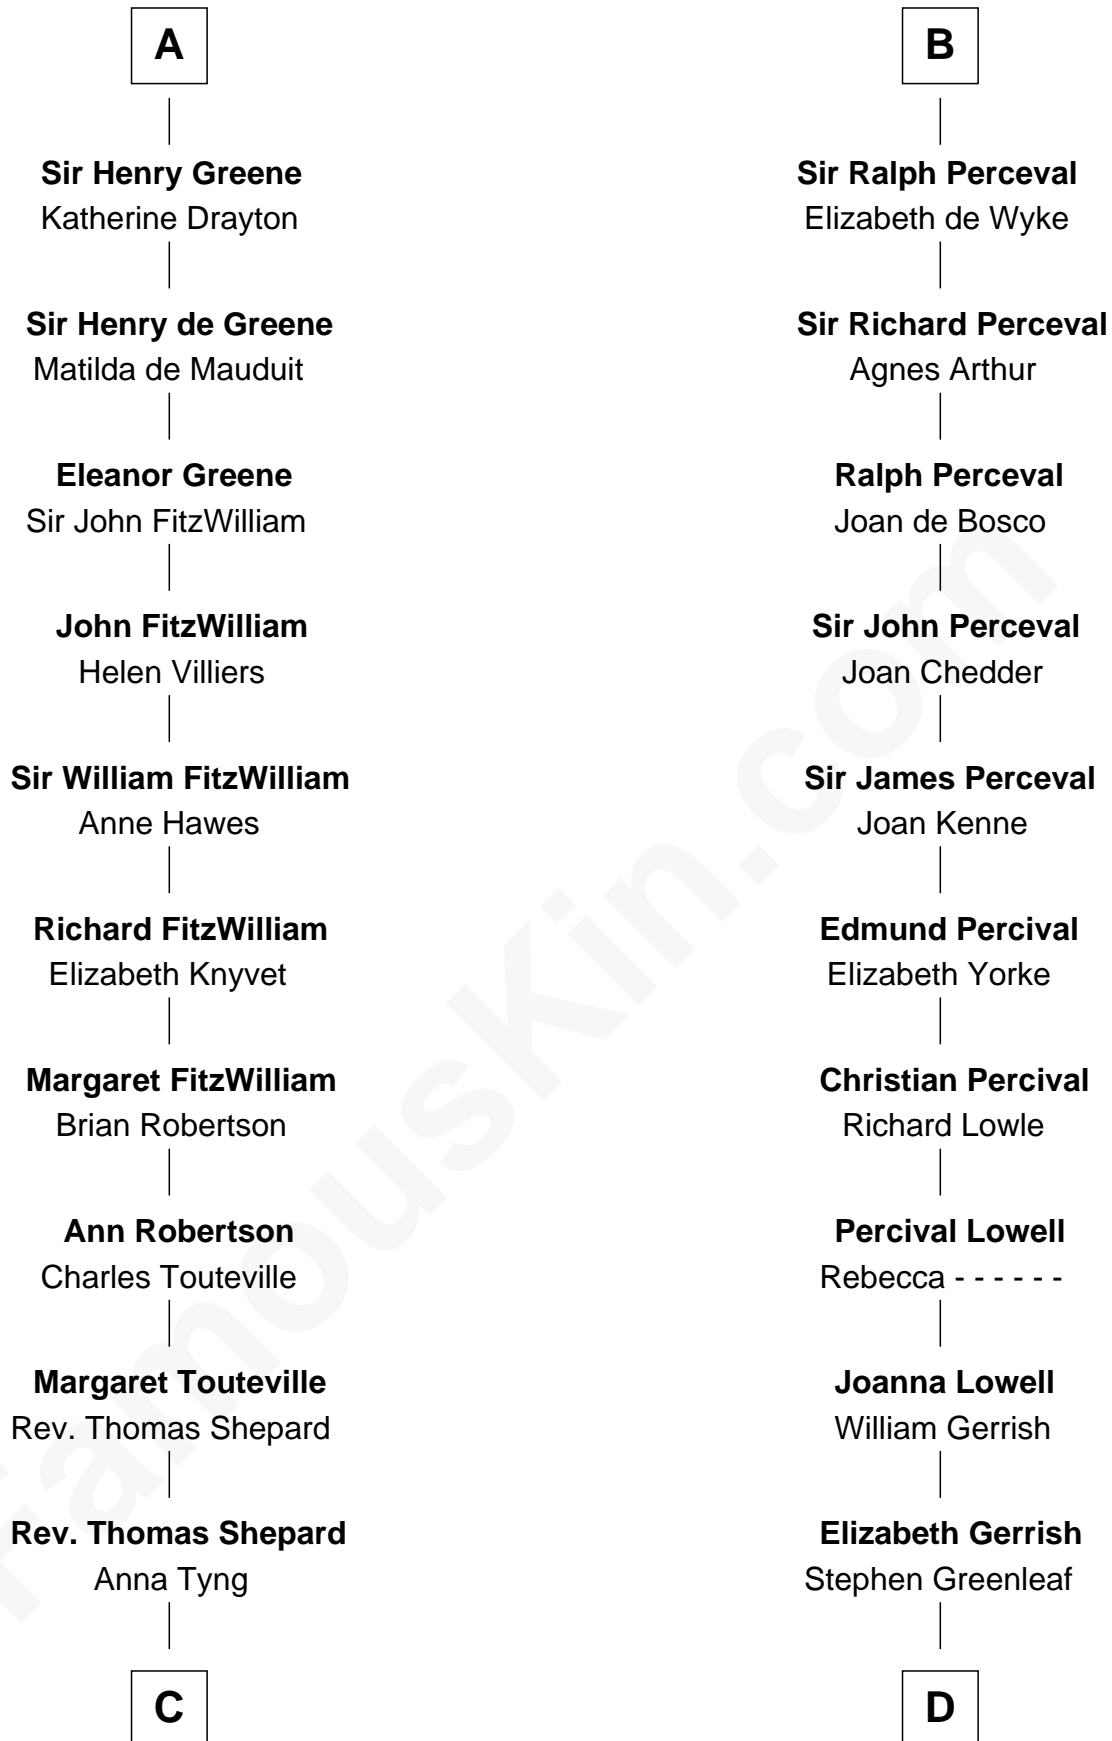 A
Sir Henry Greene
Katherine Drayton
Sir Henry de Greene
Matilda de Mauduit
Eleanor Greene
Sir John FitzWilliam
John FitzWilliam
Helen Villiers
Sir William FitzWilliam
Anne Hawes
Richard FitzWilliam
Elizabeth Knyvet
Margaret FitzWilliam
Brian Robertson
Ann Robertson
Charles Touteville
Margaret Touteville
Rev. Thomas Shepard
Rev. Thomas Shepard
Anna Tyng
C
B
Sir Ralph Perceval
Elizabeth de Wyke
Sir Richard Perceval
Agnes Arthur
Ralph Perceval
Joan de Bosco
Sir John Perceval
Joan Chedder
Sir James Perceval
Joan Kenne
Edmund Percival
Elizabeth Yorke
Christian Percival
Richard Lowle
Percival Lowell
Rebecca - - - - - -
Joanna Lowell
William Gerrish
Elizabeth Gerrish
Stephen Greenleaf
D
FamousKin.com